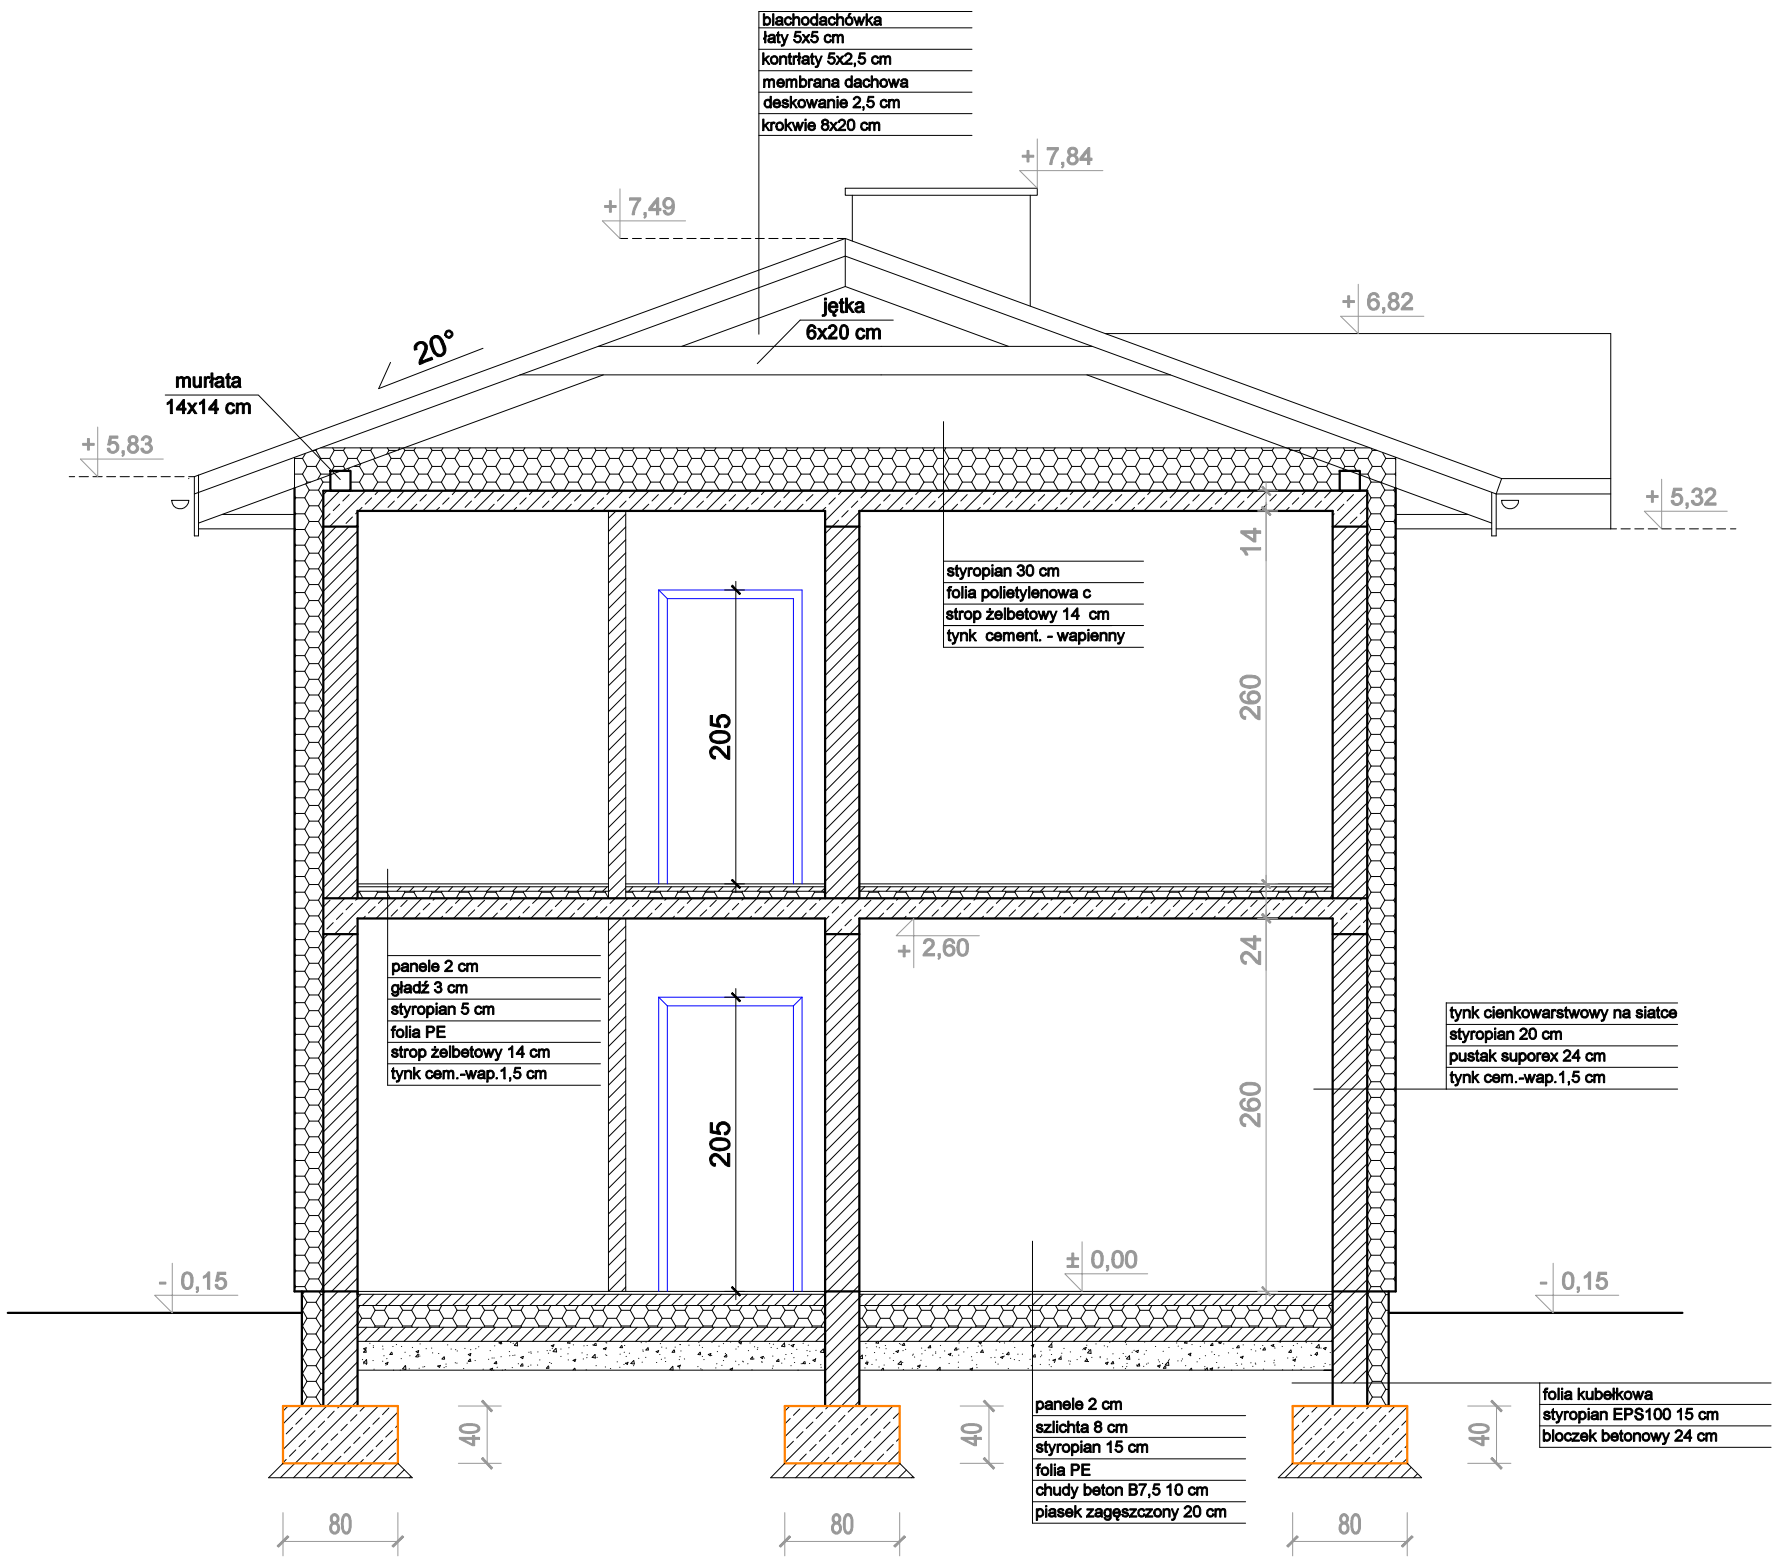 blachodachówka
łaty 5x5 cm
kontrłaty 5x2,5 cm
membrana dachowa
deskowanie 2,5 cm
krokwie 8x20 cm
+ 7,84
+ 7,49
+ 6,82
jętka
6x20 cm
20°
murłata
14x14 cm
+ 5,83
+ 5,32
14
styropian 30 cm
folia polietylenowa c
strop żelbetowy 14 cm
tynk cement. - wapienny
260
205
+ 2,60
24
panele 2 cm
gładź 3 cm
styropian 5 cm
folia PE
strop żelbetowy 14 cm
tynk cem.-wap.1,5 cm
tynk cienkowarstwowy na siatce
styropian 20 cm
pustak suporex 24 cm
tynk cem.-wap.1,5 cm
260
205
± 0,00
- 0,15
- 0,15
panele 2 cm
szlichta 8 cm
styropian 15 cm
folia PE
chudy beton B7,5 10 cm
piasek zagęszczony 20 cm
folia kubełkowa
styropian EPS100 15 cm
bloczek betonowy 24 cm
40
40
40
80
80
80